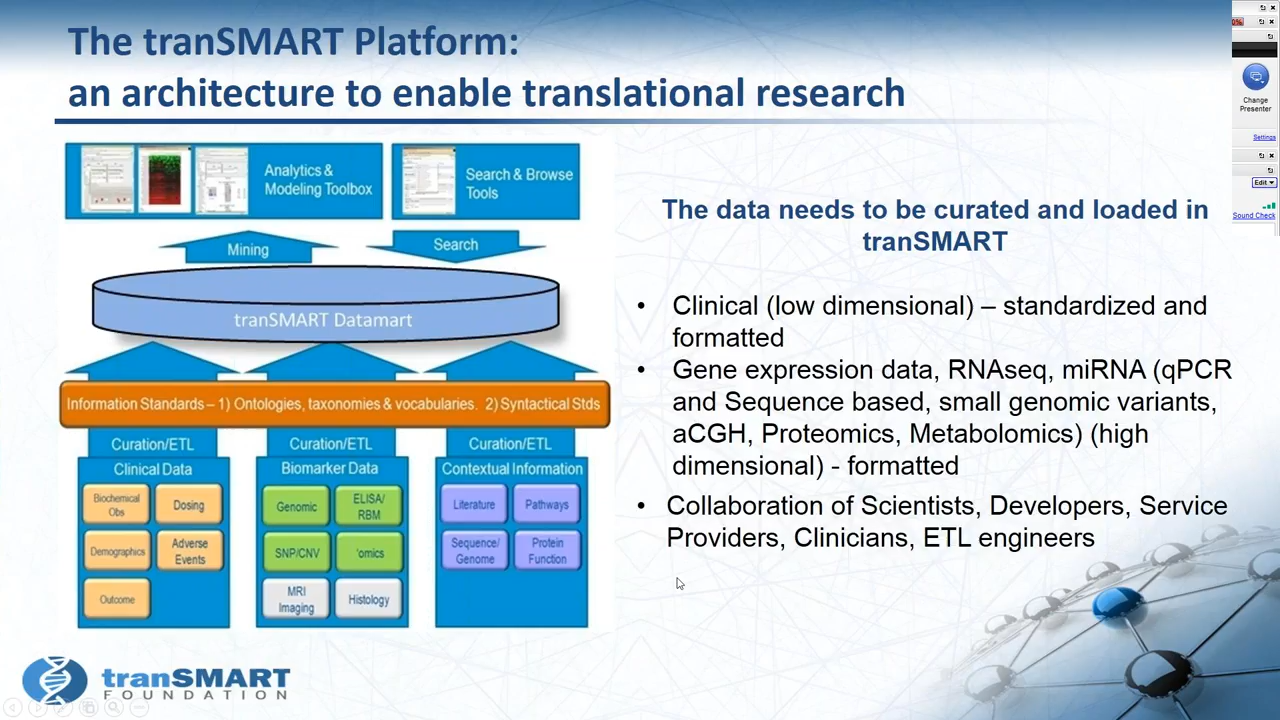 The tranSMART Platform:
an architecture to enable translational research
Analytics &
Modeling Toolbox
Search & Browse
Tools
Mining
Search
tranSMART Datamart
Information Standards – 1) Ontologies, taxonomies & vocabularies. 2) Syntactical Stds
Curation/ETL
Clinical Data
Biochemical
Obs
Dosing
Demographics
Adverse
Events
Outcome
Curation/ETL
Biomarker Data
Genomic
ELISA/
RBM
SNP/CNV
'omics
MRI
Imaging
Histology
Curation/ETL
Contextual Information
Literature
Pathways
Sequence/
Genome
Protein
Function
The data needs to be curated and loaded in
tranSMART
• Clinical (low dimensional) – standardized and
formatted
• Gene expression data, RNAseq, miRNA (qPCR
and Sequence based, small genomic variants,
aCGH, Proteomics, Metabolomics) (high
dimensional) - formatted
• Collaboration of Scientists, Developers, Service
Providers, Clinicians, ETL engineers
tranSMART
FOUNDATION
0%
Change
Presenter
Settings
Edit
Sound Check